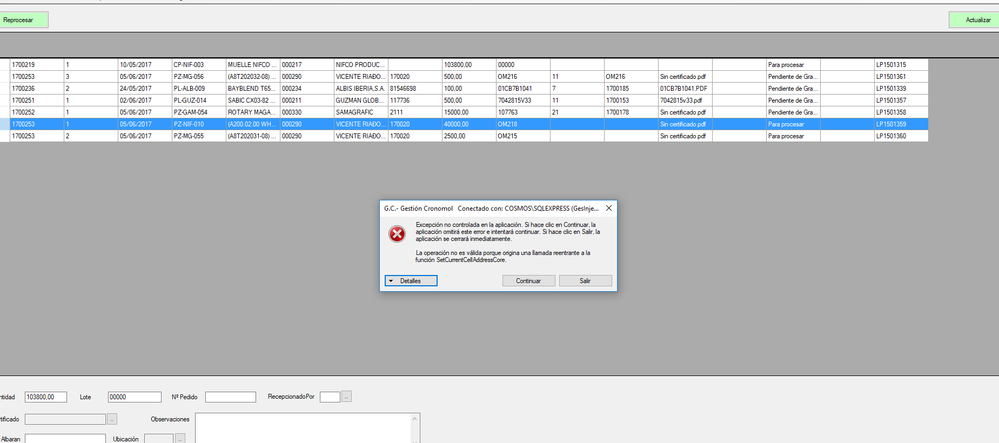 Reprocesar Actualizar
1700219 1 10/05/2017 CP-NIF-003 MUELLE NIFCO ... 000217 NIFCO PRODUC... 103800,00 00000 Para procesar LP1501315
1700253 3 05/06/2017 PZ-MG-056 (A8T202032-08) ... 000290 VICENTE RIAÐO... 170020 500,00 OM216 11 OM216 Sin certificado.pdf Pendiente de Gra... LP1501361
1700236 2 24/05/2017 PL-ALB-009 BAYBLEND T65... 000234 ALBIS IBERIA,S.A. 81546698 100,00 01CB7B1041 7 1700185 01CB7B1041.PDF Pendiente de Gra... LP1501339
1700251 1 02/06/2017 PL-GUZ-014 SABIC CX03-82 ... 000211 GUZMAN GLOB... 117736 500,00 7042815V33 11 1700153 7042815v33.pdf Pendiente de Gra... LP1501357
1700252 1 05/06/2017 PZ-GAM-054 ROTARY MAGA... 000330 SAMAGRAFIC 2111 15000,00 107763 21 1700178 Sin certificado.pdf Pendiente de Gra... LP1501358
1700253 1 05/06/2017 PZ-NIF-010 (A200.02.00 WH... 000290 VICENTE RIAÐO... 170020 40000,00 OM218 Sin certificado.pdf Para procesar LP1501359
1700253 2 05/06/2017 PZ-MG-055 (A8T202031-08) ... 000290 VICENTE RIAÐO... 170020 2500,00 OM215 Sin certificado.pdf Para procesar LP1501360
G.C.- Gestión Cronomol Conectado con: COSMOS\SQLEXPRESS (GesInje...
Excepción no controlada en la aplicación. Si hace clic en Continuar, la
aplicación omitirá este error e intentará continuar. Si hace clic en Salir, la
aplicación se cerrará inmediatamente.
La operación no es válida porque origina una llamada reentrante a la
función SetCurrentCellAddressCore.
Detalles Continuar Salir
ntidad 103800,00 Lote 00000 Nº Pedido RecepcionadoPor ..
rtificado .. Observaciones
Albaran Ubicación ..